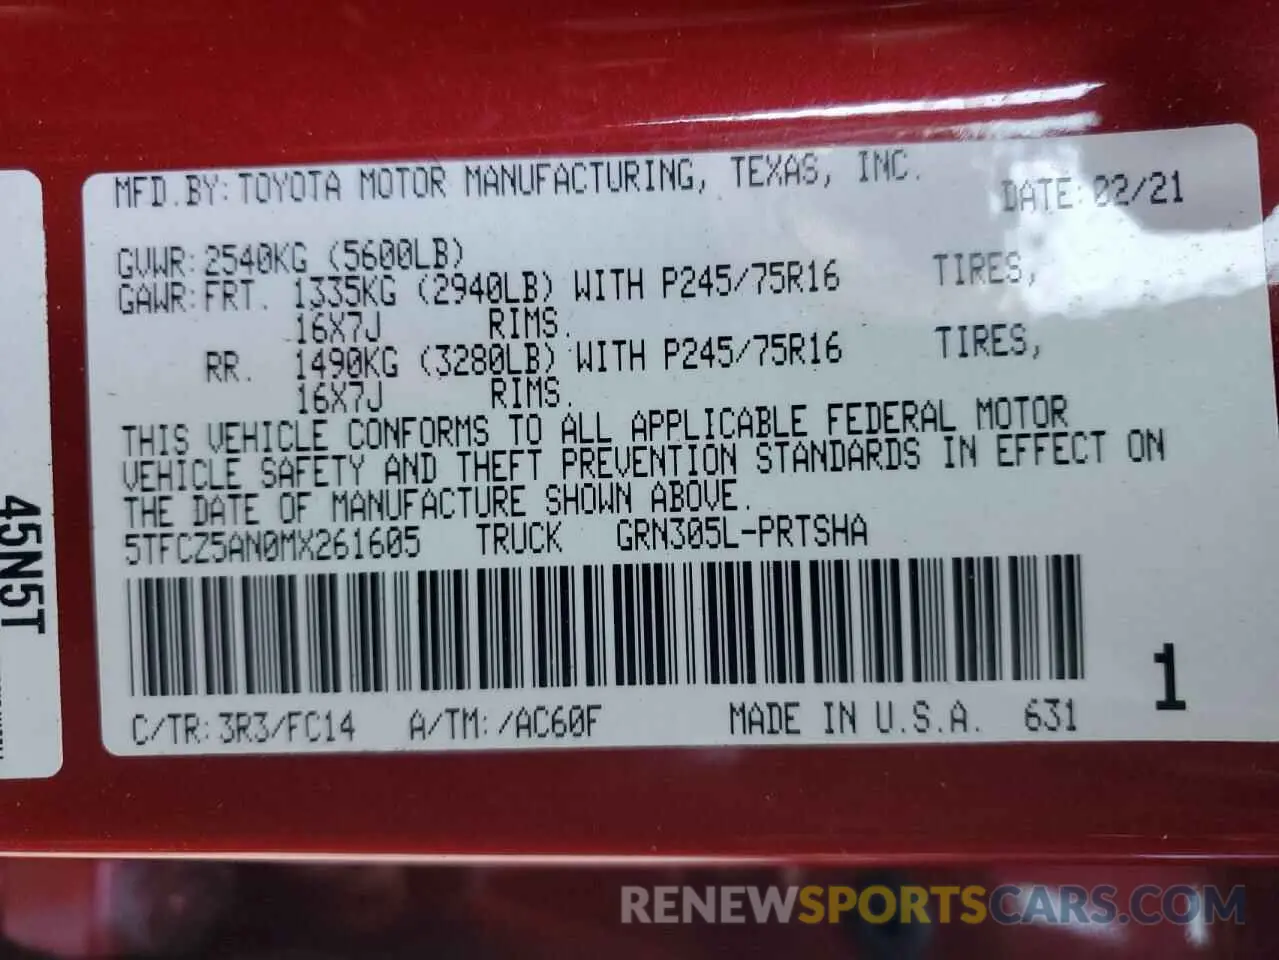 MFD.BY:TOYOTA MOTOR MANUFACTURING, TEXAS, INC. DATE:02/21
GVWR:2540KG (5600LB)
GAWR:FRT. 1335KG (2940LB) WITH P245/75R16 TIRES,
16X7J RIMS.
RR. 1490KG (3280LB) WITH P245/75R16 TIRES,
16X7J RIMS.
THIS VEHICLE CONFORMS TO ALL APPLICABLE FEDERAL MOTOR
VEHICLE SAFETY AND THEFT PREVENTION STANDARDS IN EFFECT ON
THE DATE OF MANUFACTURE SHOWN ABOVE.
5TFCZ5AN0MX261605 TRUCK GRN305L-PRTSHA
C/TR:3R3/FC14 A/TM:/AC60F MADE IN U.S.A. 631
1
45N5T
RENEWSPORTSCARS.COM